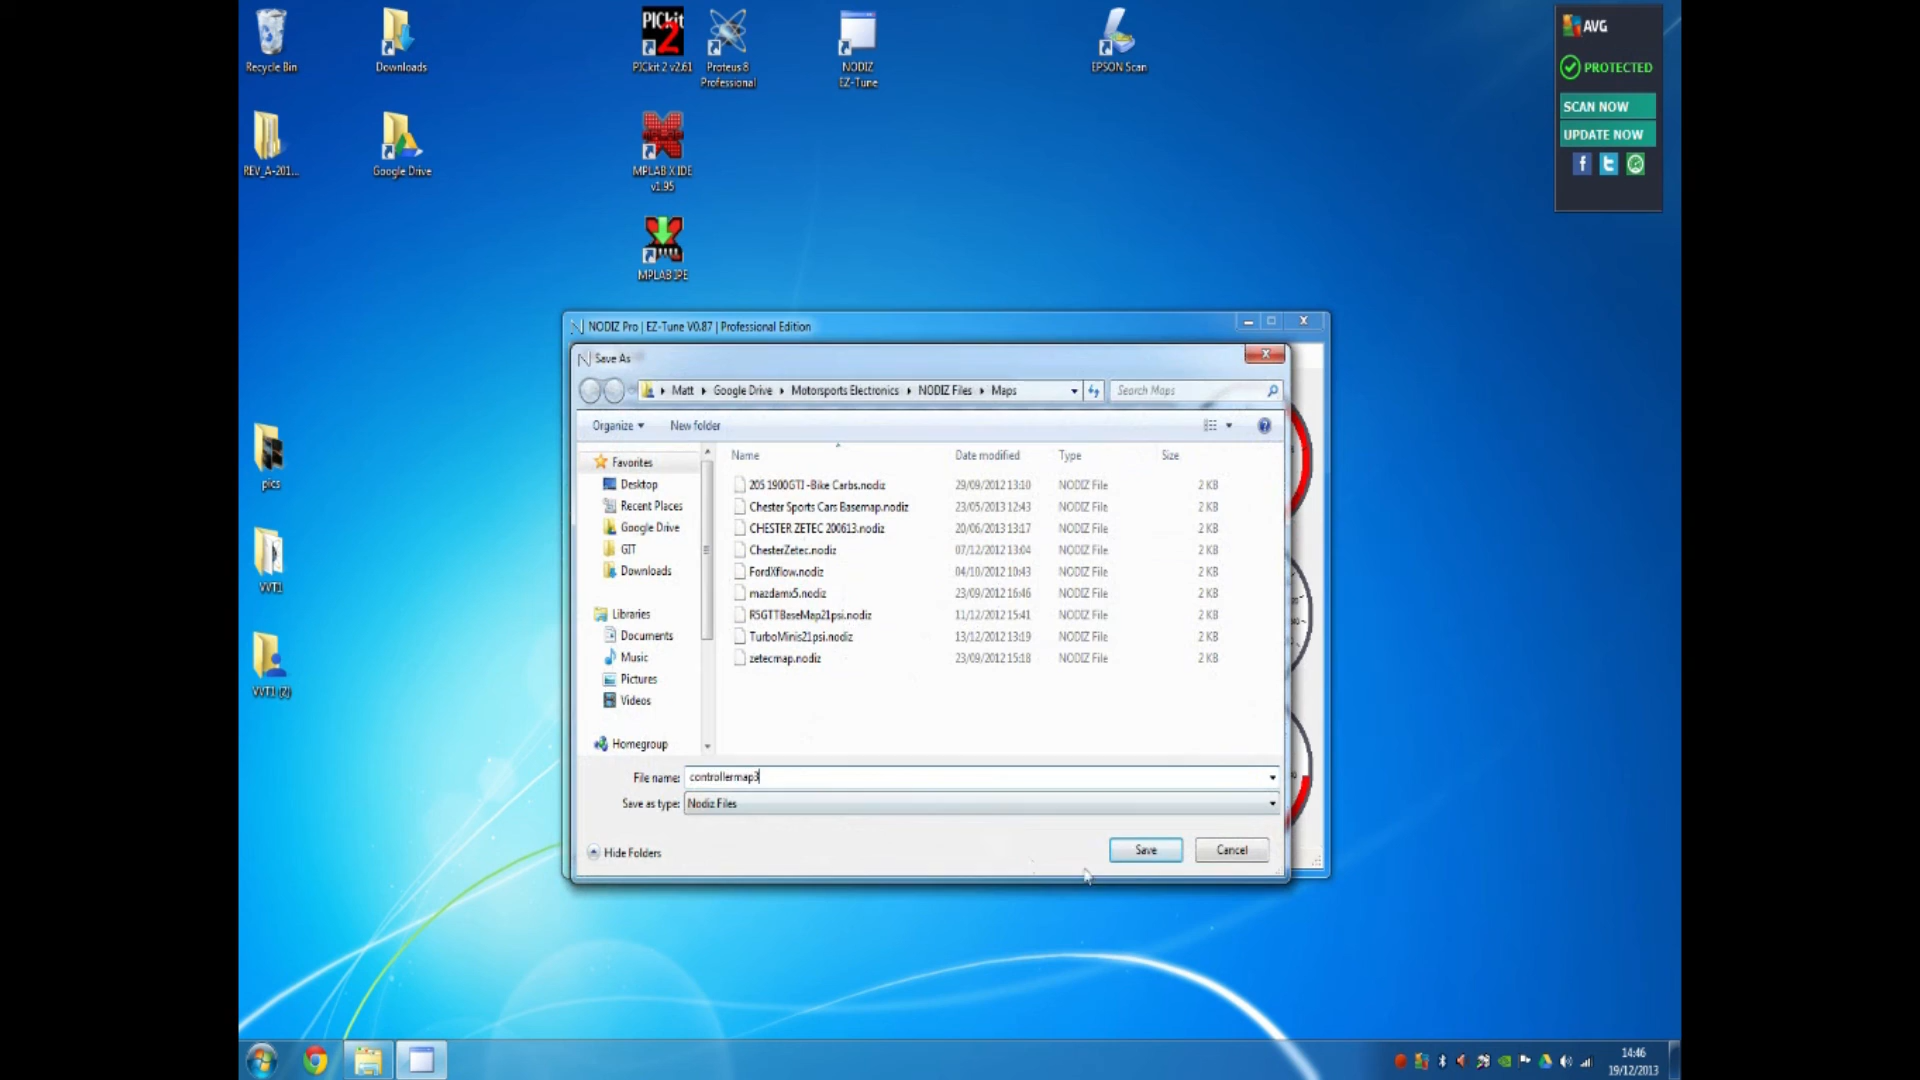 Recycle Bin
Downloads
PICkit 2 v2.61
Proteus 8
Professional
NODIZ
EZ-Tune
EPSON Scan
AVG
PROTECTED
SCAN NOW
UPDATE NOW
REV_A-201...
Google Drive
MPLAB X IDE
v1.95
MPLAB IPE
pics
VVT1
VVT1 (2)
NODIZ Pro | EZ-Tune V0.87 | Professional Edition
Save As
Matt Google Drive Motorsports Electronics NODIZ Files Maps
Search Maps
Organize New folder
Name Date modified Type Size
Favorites
Desktop
Recent Places
Google Drive
GIT
Downloads
Libraries
Documents
Music
Pictures
Videos
Homegroup
205 1900GTI -Bike Carbs.nodiz 29/09/2012 13:10 NODIZ File 2 KB
Chester Sports Cars Basemap.nodiz 23/05/2013 12:43 NODIZ File 2 KB
CHESTER ZETEC 200613.nodiz 20/06/2013 13:17 NODIZ File 2 KB
ChesterZetec.nodiz 07/12/2012 13:04 NODIZ File 2 KB
FordXflow.nodiz 04/10/2012 10:43 NODIZ File 2 KB
mazdamx5.nodiz 23/09/2012 16:46 NODIZ File 2 KB
R5GTTBaseMap21psi.nodiz 11/12/2012 15:41 NODIZ File 2 KB
TurboMinis21psi.nodiz 13/12/2012 13:19 NODIZ File 2 KB
zetecmap.nodiz 23/09/2012 15:18 NODIZ File 2 KB
File name: controllermap3
Save as type: Nodiz Files
Hide Folders
Save Cancel
14:46
19/12/2013